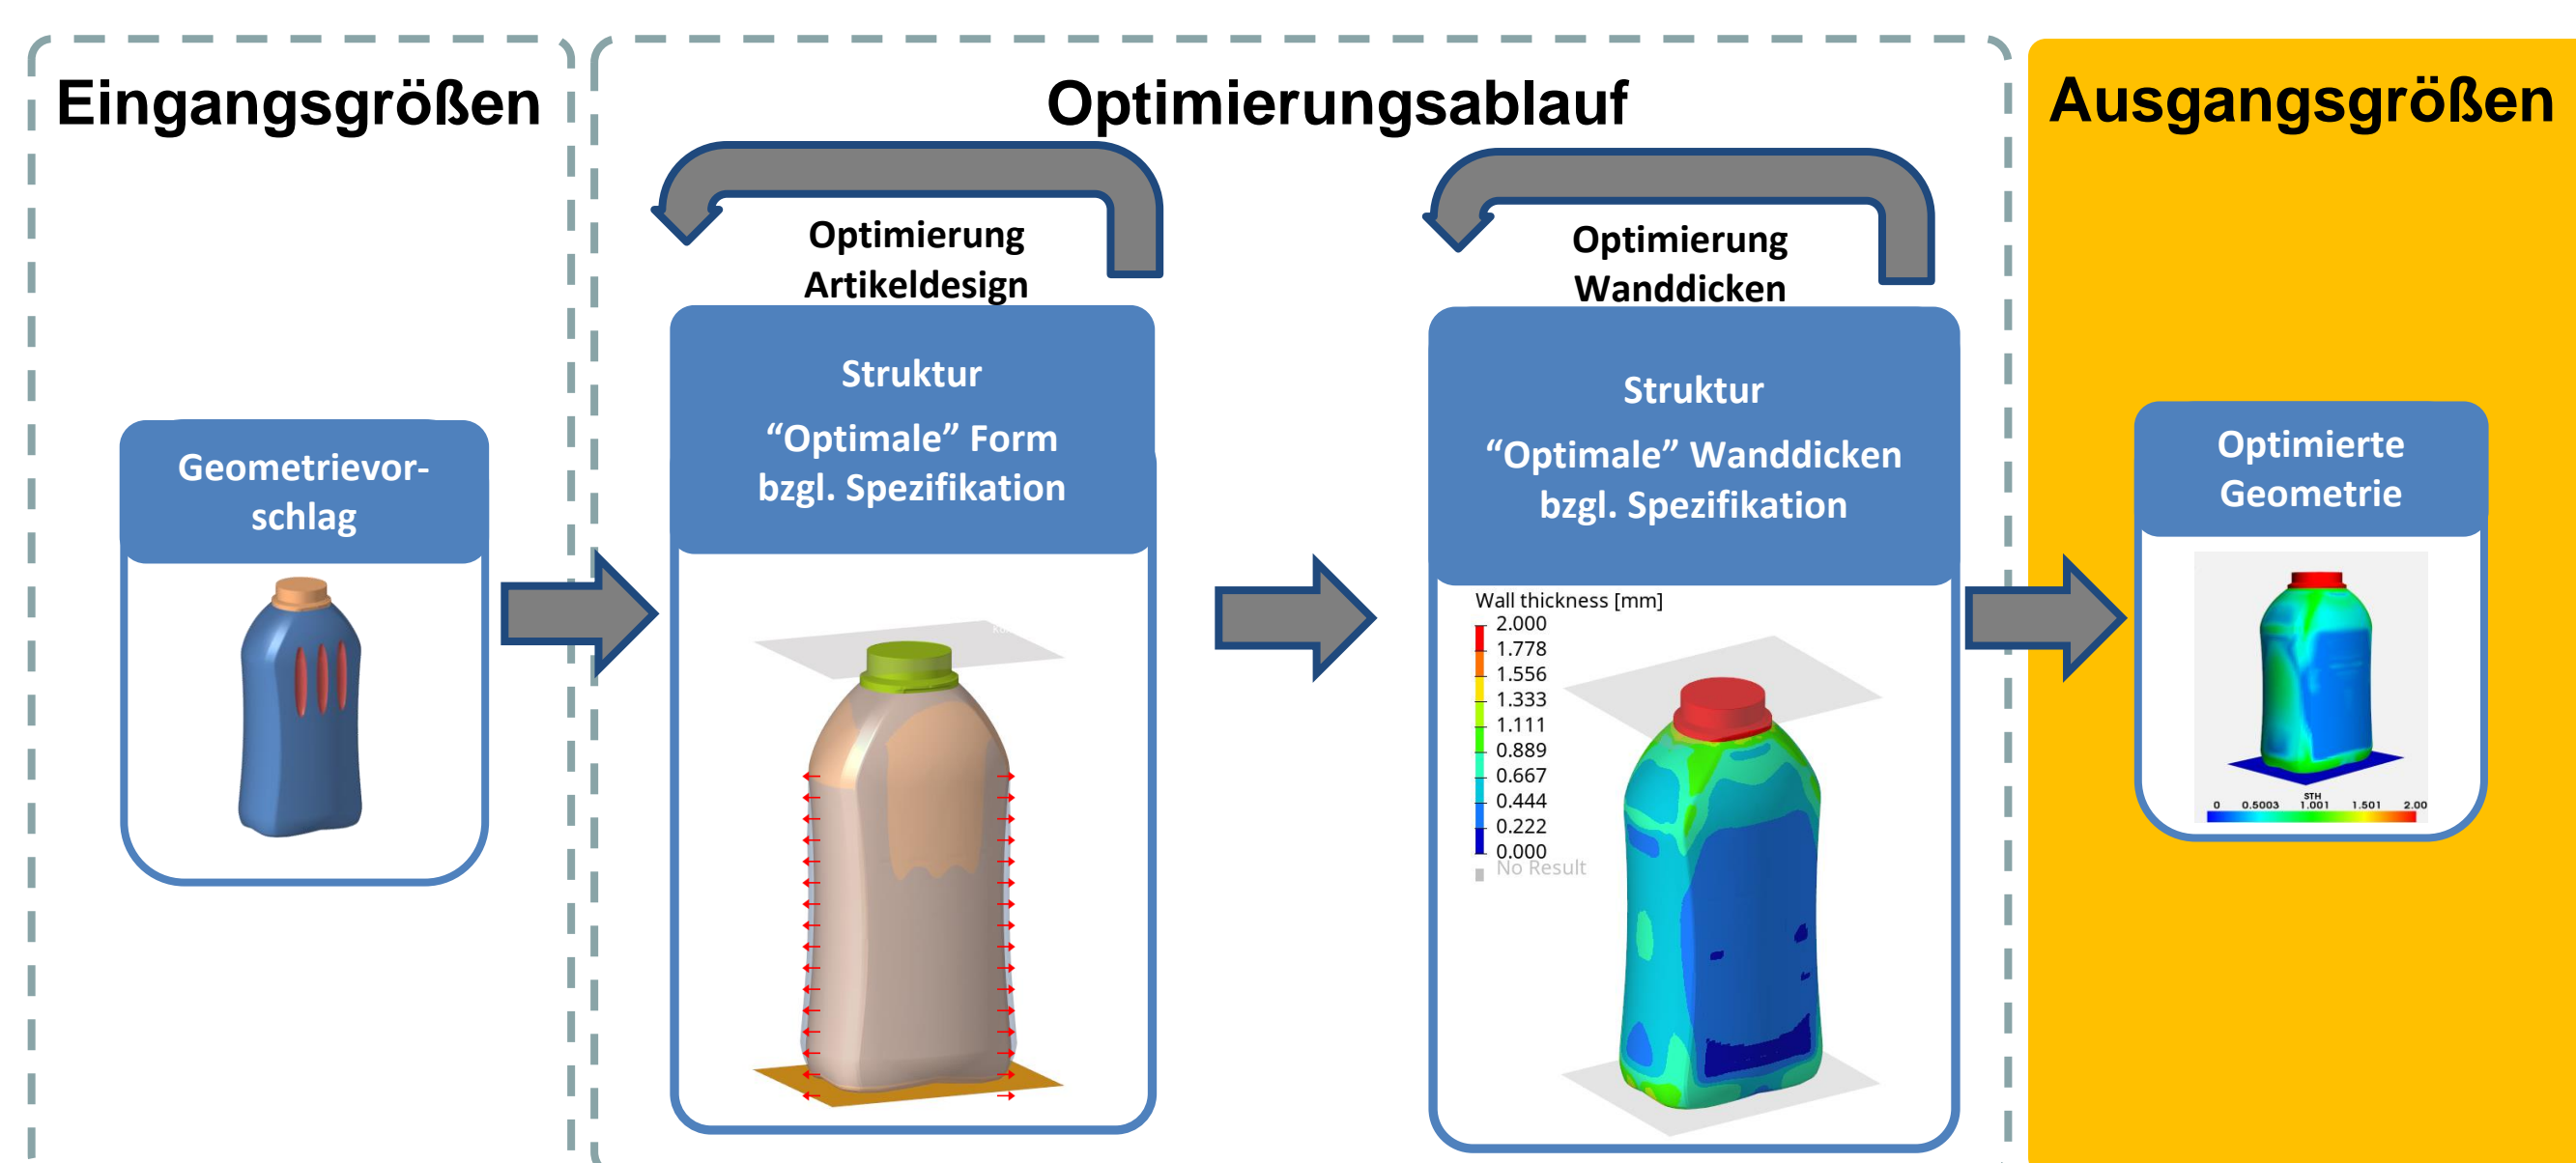 Eingangsgrößen
Optimierungsablauf
Ausgangsgrößen
Optimierung
Artikeldesign
Optimierung
Wanddicken
Geometrievor-
schlag
Struktur
“Optimale” Form
bzgl. Spezifikation
Struktur
“Optimale” Wanddicken
bzgl. Spezifikation
Wall thickness [mm]
2.000
1.778
1.556
1.333
1.111
0.889
0.667
0.444
0.222
0.000
No Result
Optimierte
Geometrie
STH
0 0.5003 1.001 1.501 2.00